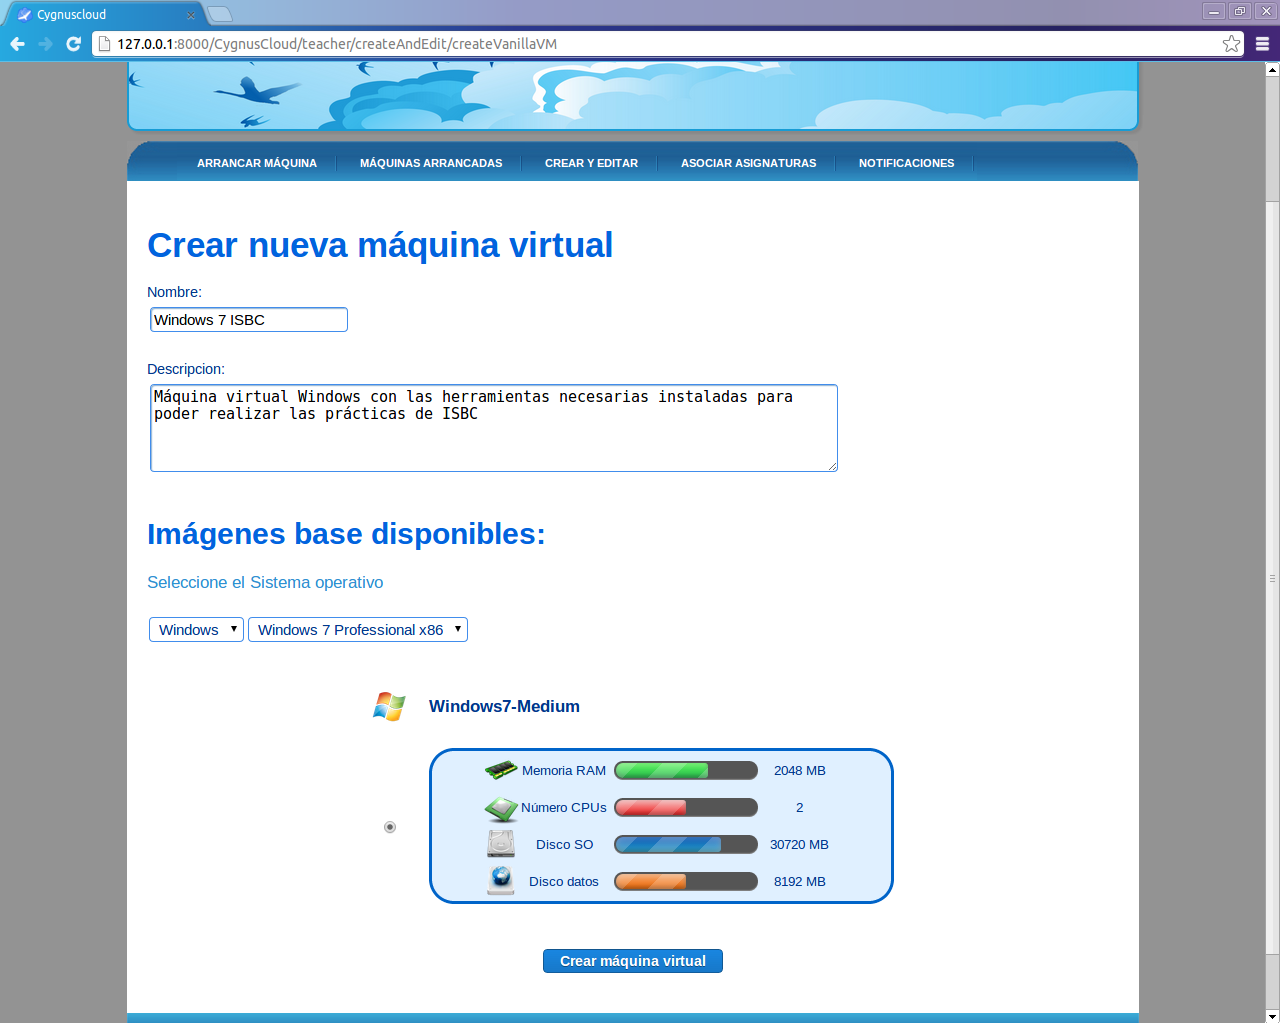 Cygnuscloud
127.0.0.1:8000/CygnusCloud/teacher/createAndEdit/createVanillaVM
ARRANCAR MÁQUINA MÁQUINAS ARRANCADAS CREAR Y EDITAR ASOCIAR ASIGNATURAS NOTIFICACIONES
Crear nueva máquina virtual
Nombre:
Windows 7 ISBC
Descripcion:
Máquina virtual Windows con las herramientas necesarias instaladas para
poder realizar las prácticas de ISBC
Imágenes base disponibles:
Seleccione el Sistema operativo
Windows Windows 7 Professional x86
Windows7-Medium
Memoria RAM 2048 MB
Número CPUs 2
Disco SO 30720 MB
Disco datos 8192 MB
Crear máquina virtual